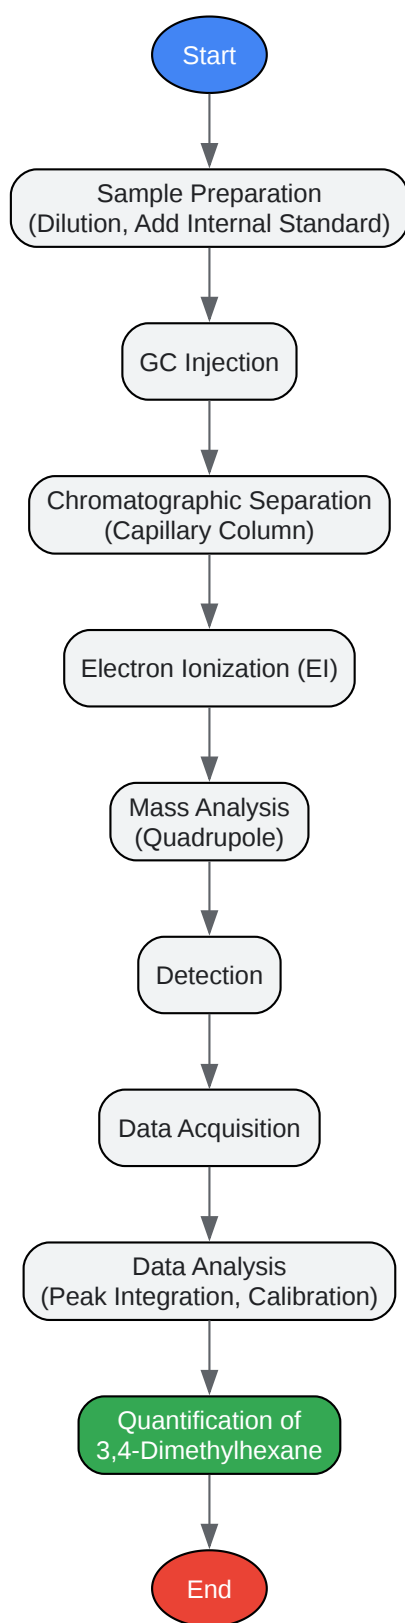 Start
Sample Preparation
(Dilution, Add Internal Standard)
GC Injection
Chromatographic Separation
(Capillary Column)
Electron Ionization (EI)
Mass Analysis
(Quadrupole)
Detection
Data Acquisition
Data Analysis
(Peak Integration, Calibration)
Quantification of
3,4-Dimethylhexane
End